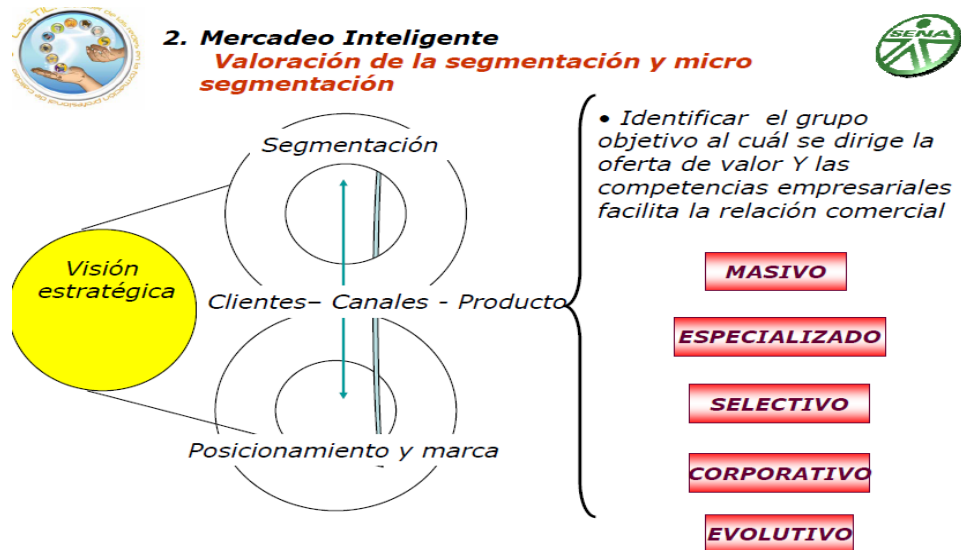 2. Mercadeo Inteligente
Valoración de la segmentación y micro
segmentación
SENA
Segmentación
Visión
estratégica
Clientes– Canales - Producto
Posicionamiento y marca
• Identificar el grupo
objetivo al cuál se dirige la
oferta de valor Y las
competencias empresariales
facilita la relación comercial
MASIVO
ESPECIALIZADO
SELECTIVO
CORPORATIVO
EVOLUTIVO